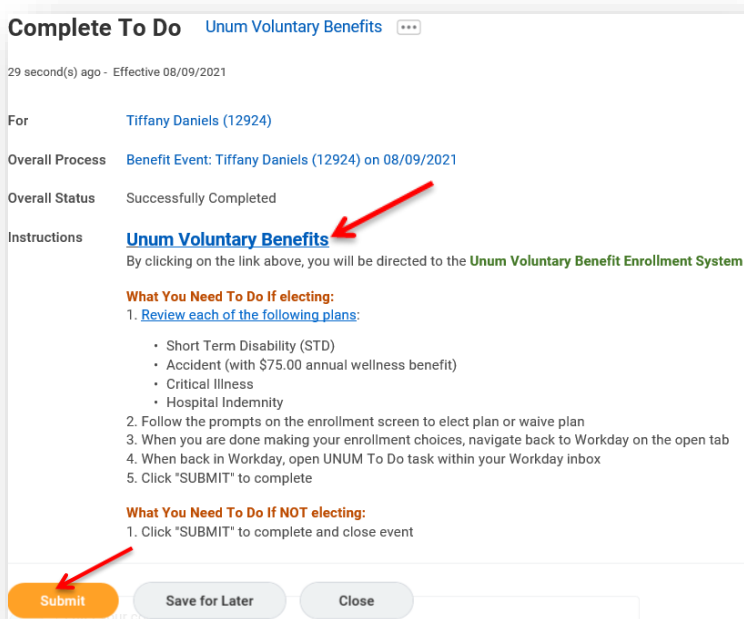 Complete To Do Unum Voluntary Benefits
29 second(s) ago - Effective 08/09/2021
For Tiffany Daniels (12924)
Overall Process Benefit Event: Tiffany Daniels (12924) on 08/09/2021
Overall Status Successfully Completed
Instructions Unum Voluntary Benefits
By clicking on the link above, you will be directed to the Unum Voluntary Benefit Enrollment System
What You Need To Do If electing:
1. Review each of the following plans:
• Short Term Disability (STD)
• Accident (with $75.00 annual wellness benefit)
• Critical Illness
• Hospital Indemnity
2. Follow the prompts on the enrollment screen to elect plan or waive plan
3. When you are done making your enrollment choices, navigate back to Workday on the open tab
4. When back in Workday, open UNUM To Do task within your Workday inbox
5. Click "SUBMIT" to complete
What You Need To Do If NOT electing:
1. Click "SUBMIT" to complete and close event
Submit Save for Later Close